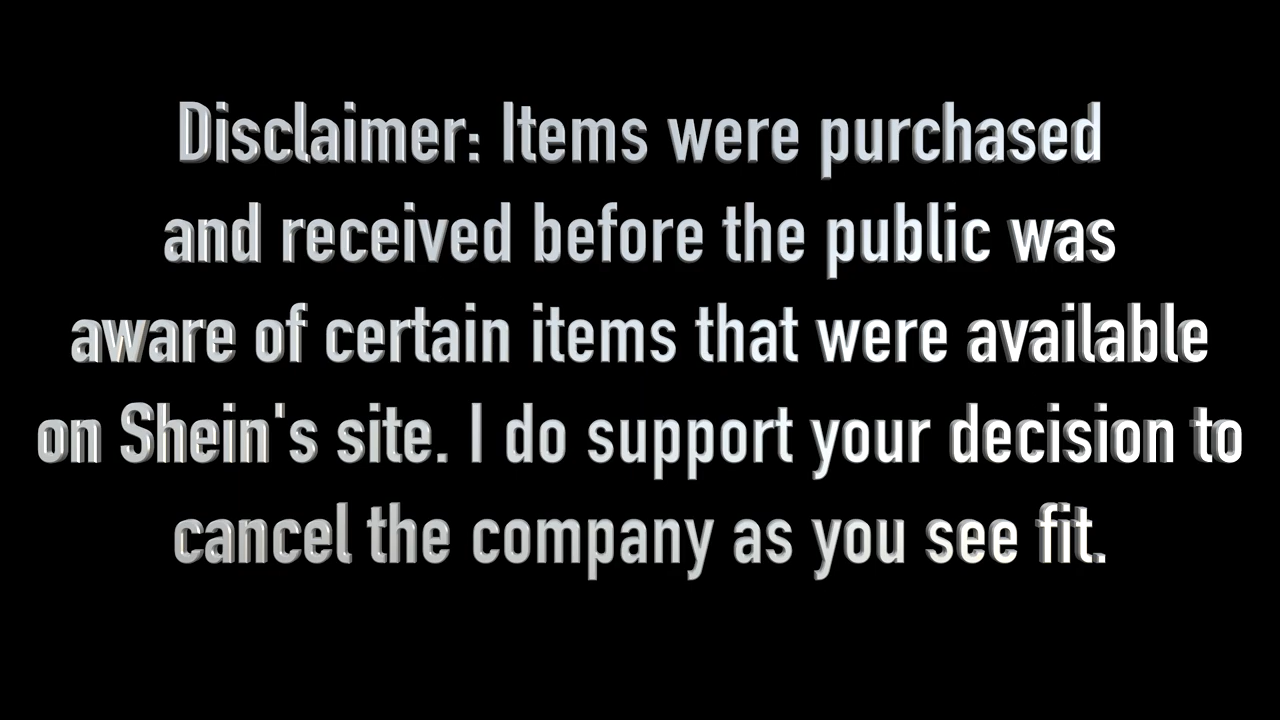 Disclaimer: Items were purchased
and received before the public was
aware of certain items that were available
on Shein's site. I do support your decision to
cancel the company as you see fit.